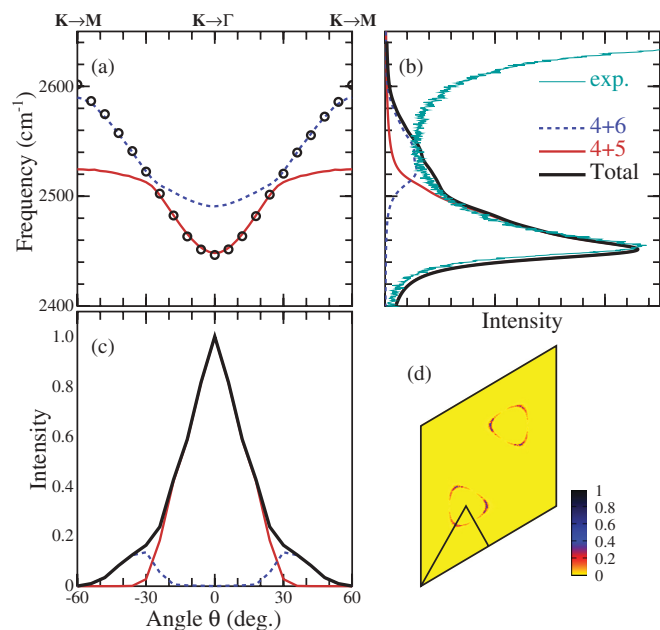 K→M K→Γ K→M
(a)
2600
2500
2400
Frequency (cm⁻¹)
(b)
exp.
4+6
4+5
Total
Intensity
(c)
1.0
0.8
0.6
0.4
0.2
0
Intensity
-60 -30 0 30 60
Angle θ (deg.)
(d)
1
0.8
0.6
0.4
0.2
0